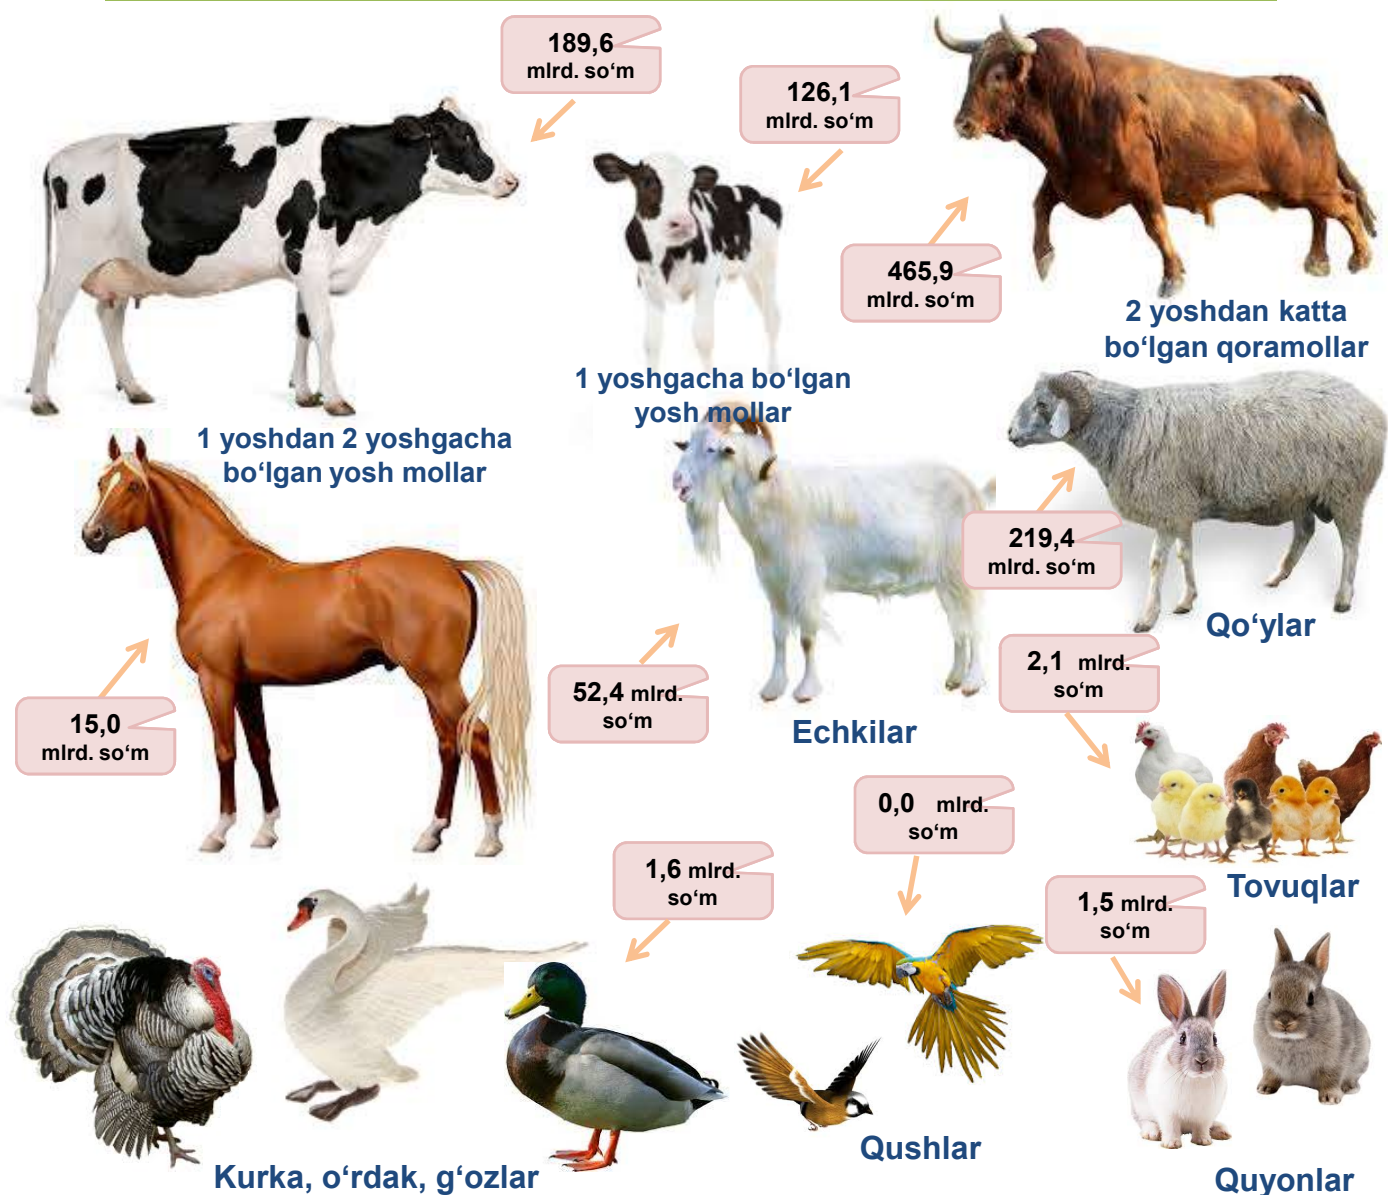 189,6
mlrd. so‘m
126,1
mlrd. so‘m
465,9
mlrd. so‘m
2 yoshdan katta
bo‘lgan qoramollar
1 yoshgacha bo‘lgan
yosh mollar
1 yoshdan 2 yoshgacha
bo‘lgan yosh mollar
219,4
mlrd. so‘m
Qo‘ylar
15,0
mlrd. so‘m
52,4 mlrd.
so‘m
Echkilar
2,1 mlrd.
so‘m
Tovuqlar
0,0 mlrd.
so‘m
1,6 mlrd.
so‘m
1,5 mlrd.
so‘m
Qushlar
Kurka, o‘rdak, g‘ozlar
Quyonlar